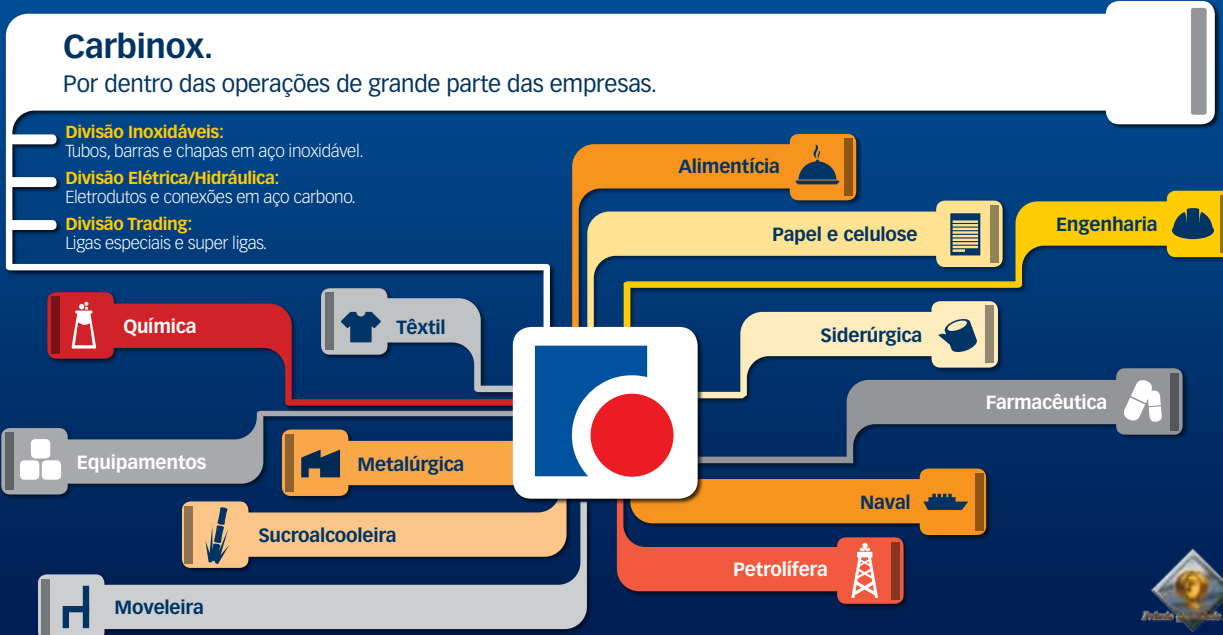 Carbinox.
Por dentro das operações de grande parte das empresas.
Divisão Inoxidáveis:
Tubos, barras e chapas em aço inoxidável.
Divisão Elétrica/Hidráulica:
Eletrodutos e conexões em aço carbono.
Divisão Trading:
Ligas especiais e super ligas.
Alimentícia
Papel e celulose
Engenharia
Química
Têxtil
Siderúrgica
Farmacêutica
Equipamentos
Metalúrgica
Naval
Sucroalcooleira
Petrolífera
Moveleira